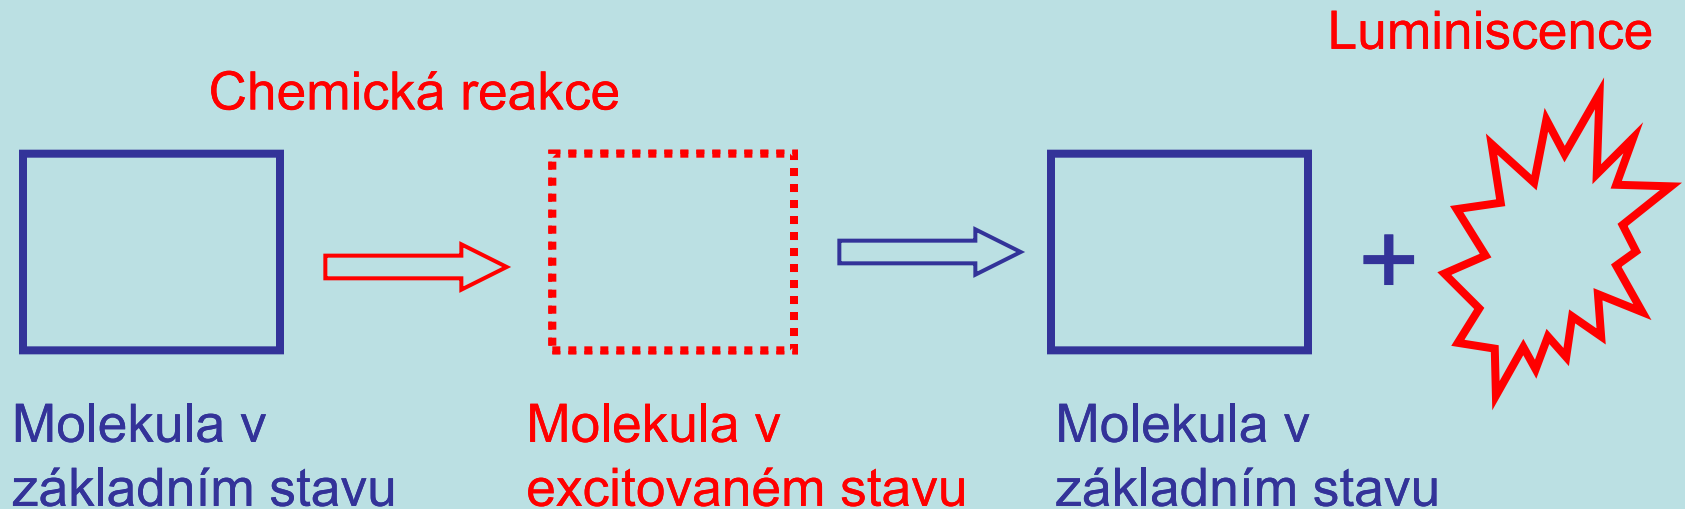 Luminiscence
Chemická reakce
+
Molekula v
základním stavu
Molekula v
excitovaném stavu
Molekula v
základním stavu